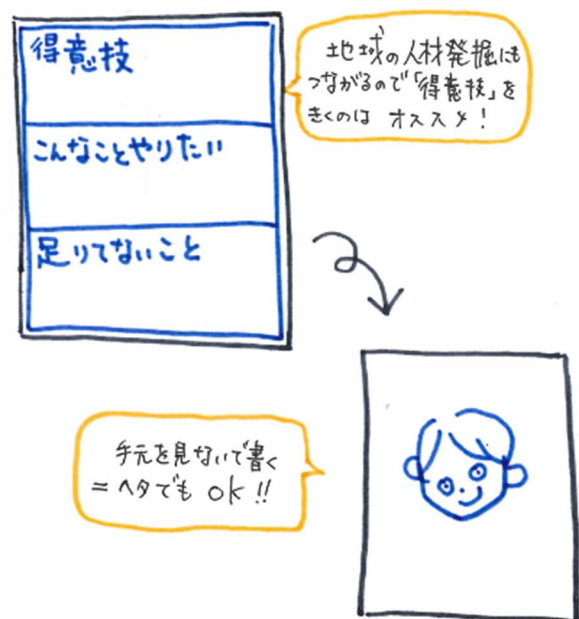 得意技
地域の人材発掘にも
つながるので「得意技」を
きくのは オススメ!
こんなことやりたい
足りてないこと
手元を見ないで書く
=ヘタでも OK!!